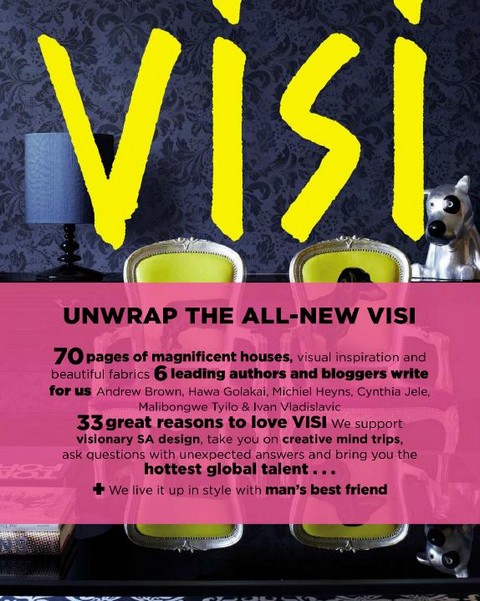 VISI
UNWRAP THE ALL-NEW VISI
70 pages of magnificent houses, visual inspiration and
beautiful fabrics 6 leading authors and bloggers write
for us Andrew Brown, Hawa Golakai, Michiel Heyns, Cynthia Jele,
Malibongwe Tyilo & Ivan Vladislavic
33 great reasons to love VISI We support
visionary SA design, take you on creative mind trips,
ask questions with unexpected answers and bring you the
hottest global talent . . .
+ We live it up in style with man's best friend